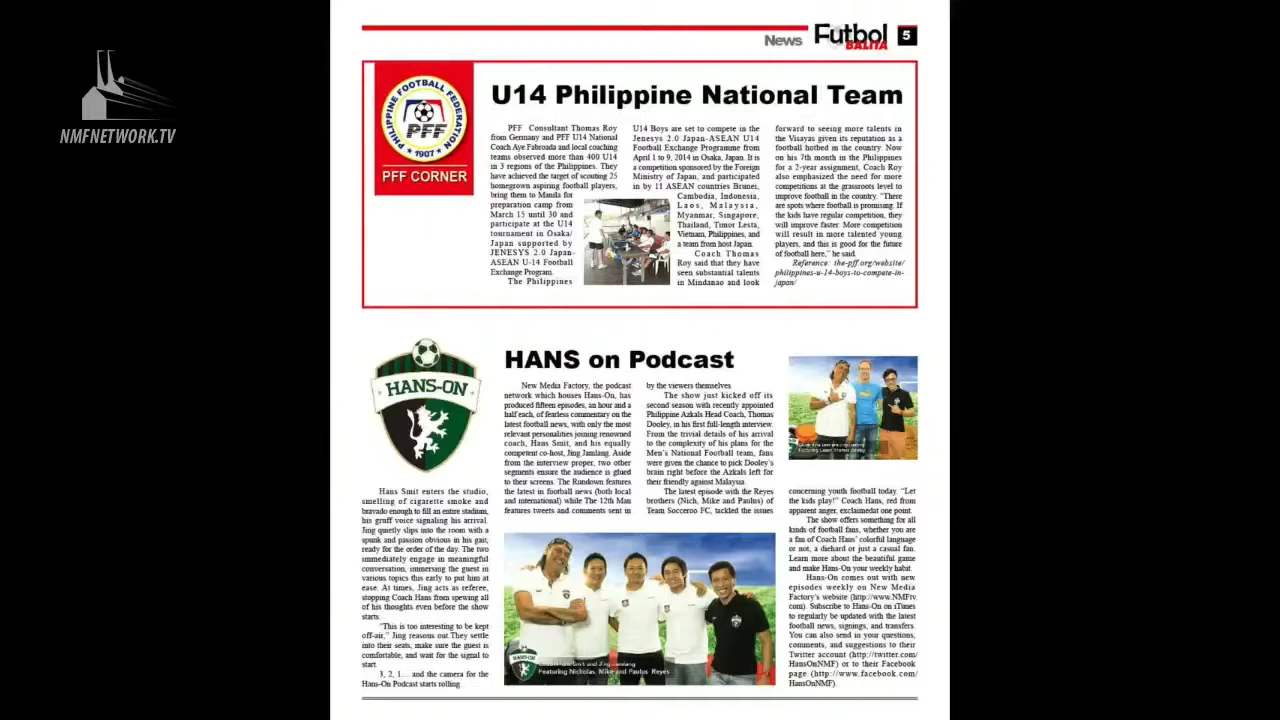 NMFNETWORK.TV
News
Futbol
BALITA
5
PHILIPPINE FOOTBALL FEDERATION
PFF
1907
PFF CORNER
U14 Philippine National Team
PFF Consultant Thomas Roy
from Germany and PFF U14 National
Coach Aye Fabroada and local coaching
teams observed more than 400 U14
in 3 regions of the Philippines. They
have achieved the target of scouting 25
homegrown aspiring football players,
bring them to Manila for
preparation camp from
March 15 until 30 and
participate at the U14
tournament in Osaka/
Japan supported by
JENESYS 2.0 Japan-
ASEAN U-14 Football
Exchange Program.
The Philippines
U14 Boys are set to compete in the
Jenesys 2.0 Japan-ASEAN U14
Football Exchange Programme from
April 1 to 9, 2014 in Osaka, Japan. It is
a competition sponsored by the Foreign
Ministry of Japan, and participated
in by 11 ASEAN countries Brunei,
Cambodia, Indonesia,
Laos, Malaysia,
Myanmar, Singapore,
Thailand, Timor Lesta,
Vietnam, Philippines, and
a team from host Japan.
Coach Thomas
Roy said that they have
seen substantial talents
in Mindanao and look
forward to seeing more talents in
the Visayas given its reputation as a
football hotbed in the country. Now
on his 7th month in the Philippines
for a 2-year assignment, Coach Roy
also emphasized the need for more
competitions at the grassroots level to
improve football in the country. “There
are spots where football is promising. If
the kids have regular competition, they
will improve faster. More competition
will result in more talented young
players, and this is good for the future
of football here,” he said.
Reference: the-pff.org/website/
philippines-u-14-boys-to-compete-in-
japan/
HANS-ON
HANS on Podcast
Hans Smit enters the studio,
smelling of cigarette smoke and
bravado enough to fill an entire stadium,
his gruff voice signaling his arrival.
Jing quietly slips into the room with a
spunk and passion obvious in his gait,
ready for the order of the day. The two
immediately engage in meaningful
conversation, immersing the guest in
various topics this early to put him at
ease. At times, Jing acts as referee,
stopping Coach Hans from spewing all
of his thoughts even before the show
starts.
“This is too interesting to be kept
off-air,” Jing reasons out.They settle
into their seats, make sure the guest is
comfortable, and wait for the signal to
start.
3, 2, 1… and the camera for the
Hans-On Podcast starts rolling.
New Media Factory, the podcast
network which houses Hans-On, has
produced fifteen episodes, an hour and a
half each, of fearless commentary on the
latest football news, with only the most
relevant personalities joining renowned
coach, Hans Smit, and his equally
competent co-host, Jing Jamlang. Aside
from the interview proper, two other
segments ensure the audience is glued
to their screens. The Rundown features
the latest in football news (both local
and international) while The 12th Man
features tweets and comments sent in
by the viewers themselves.
The show just kicked off its
second season with recently appointed
Philippine Azkals Head Coach, Thomas
Dooley, in his first full-length interview.
From the trivial details of his arrival
to the complexity of his plans for the
Men’s National Football team, fans
were given the chance to pick Dooley’s
brain right before the Azkals left for
their friendly against Malaysia.
The latest episode with the Reyes
brothers (Nich, Mike and Paulus) of
Team Socceroo FC, tackled the issues
concerning youth football today. “Let
the kids play!” Coach Hans, red from
apparent anger, exclaimedat one point.
The show offers something for all
kinds of football fans, whether you are
a fan of Coach Hans’ colorful language
or not, a diehard or just a casual fan.
Learn more about the beautiful game
and make Hans-On your weekly habit.
Hans-On comes out with new
episodes weekly on New Media
Factory’s website (http://www.NMFtv.
com). Subscribe to Hans-On on iTunes
to regularly be updated with the latest
football news, signings, and transfers.
You can also send in your questions,
comments, and suggestions to their
Twitter account (http://twitter.com/
HansOnNMF) or to their Facebook
page (http://www.facebook.com/
HansOnNMF).
HANS-ON
Coach Hans Smit and Jing Jamlang
Featuring Nicholas, Mike and Paulus Reyes